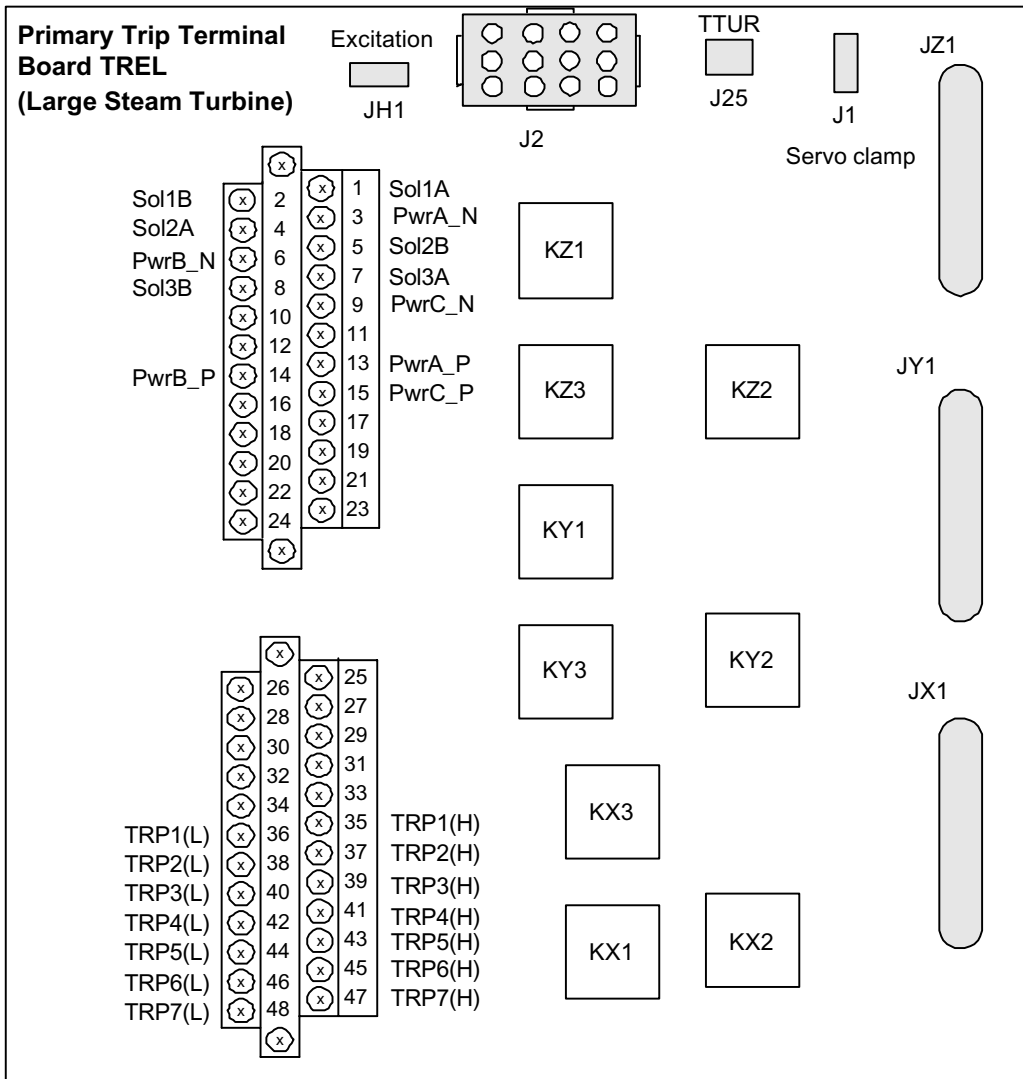 Primary Trip Terminal
Board TREL
(Large Steam Turbine)
Excitation
JH1
J2
TTUR
J25
J1
Servo clamp
JZ1
x
Sol1B x 2 x 1 Sol1A
Sol2A x 4 x 3 PwrA_N
PwrB_N x 6 x 5 Sol2B
Sol3B x 8 x 7 Sol3A
x 10 x 9 PwrC_N
x 12 x 11
PwrB_P x 14 x 13 PwrA_P
x 16 x 15 PwrC_P
x 18 x 17
x 20 x 19
x 22 x 21
x 24 x 23
x
KZ1
KZ3
KZ2
JY1
KY1
KY3
KY2
JX1
x
x 26 x 25
x 28 x 27
x 30 x 29
x 32 x 31
x 34 x 33
TRP1(L) x 36 x 35 TRP1(H)
TRP2(L) x 38 x 37 TRP2(H)
TRP3(L) x 40 x 39 TRP3(H)
TRP4(L) x 42 x 41 TRP4(H)
TRP5(L) x 44 x 43 TRP5(H)
TRP6(L) x 46 x 45 TRP6(H)
TRP7(L) x 48 x 47 TRP7(H)
x
KX3
KX1
KX2